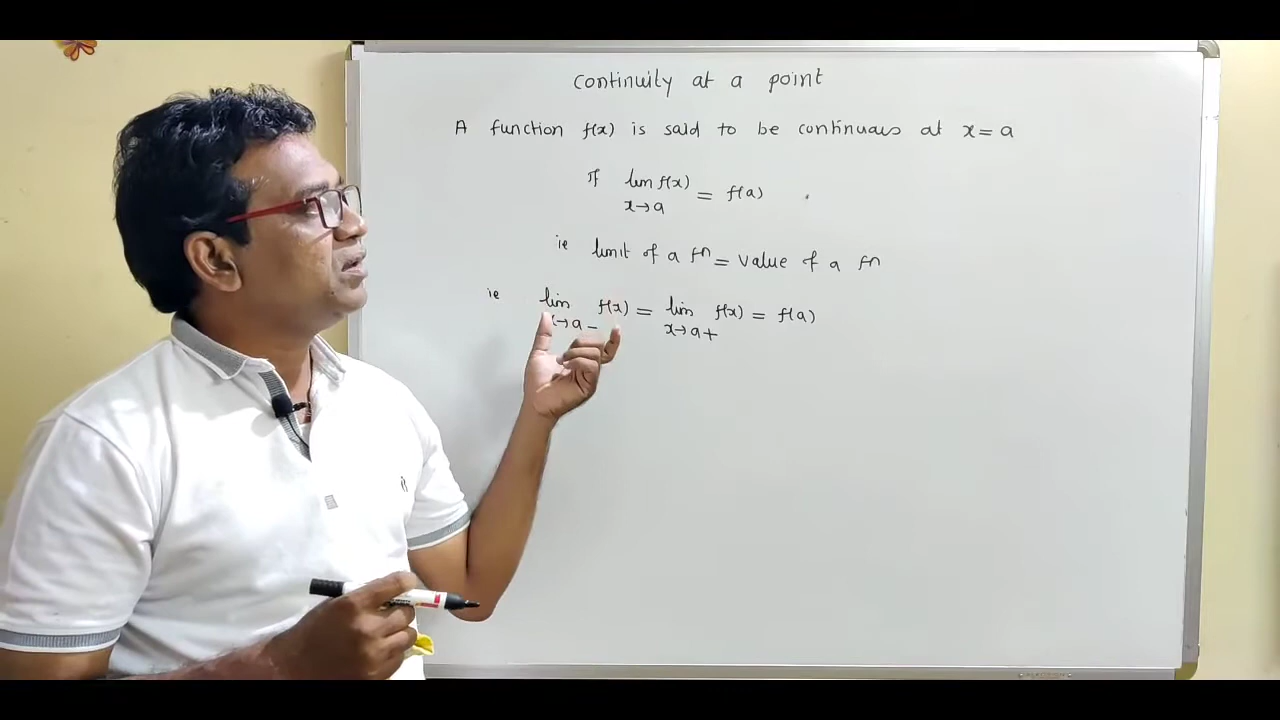 continuity at a point
A function f(x) is said to be continuous at x = a
if lim f(x) = f(a)
x→a
ie limit of a fn = value of a fn
ie lim f(x) = lim f(x) = f(a)
x→a - x→a+